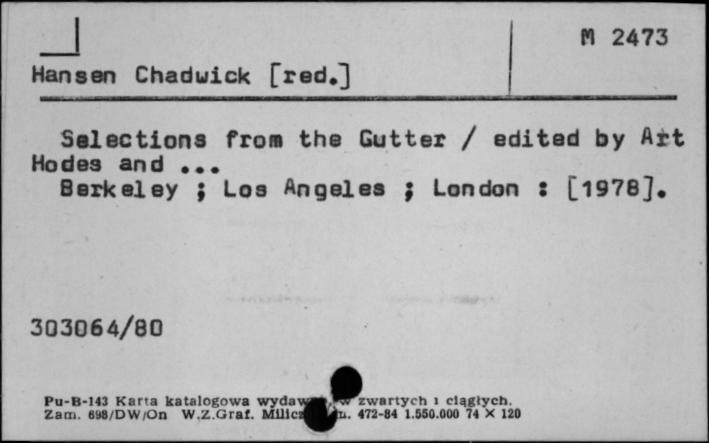 M 2473
Hansen Chadwick [red.]
Selections from the Gutter / edited by Art
Hodes and ...
Berkeley ; Los Angeles ; London : [1978].
303064/80
Pu-B-143 Karta katalogowa zwartych i ciągłych.
Zam. 698/DW/On W.Z.Graf. 472-84 1.550.000 74 X 120